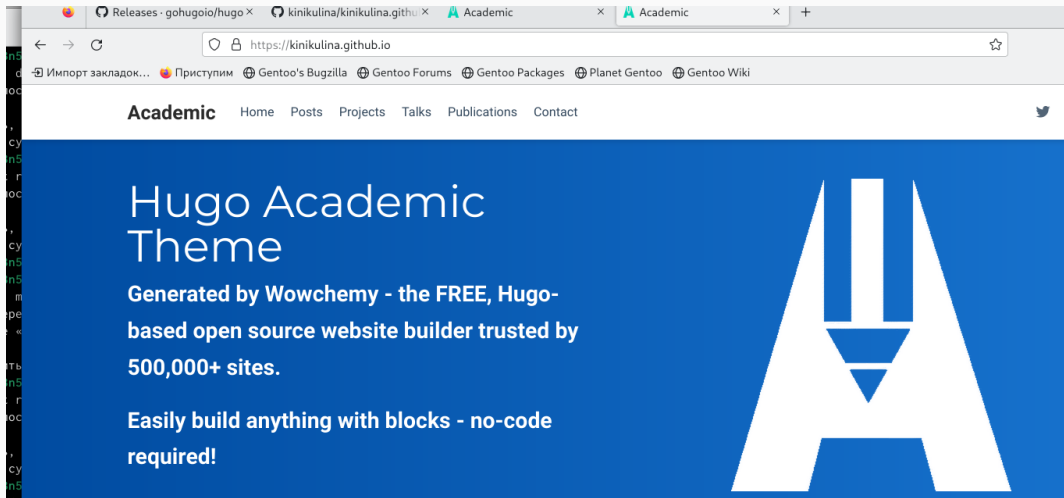 Releases · gohugoio/hugo
kinikulina/kinikulina.githu
Academic
Academic
https://kinikulina.github.io
Импорт закладок...
Приступим
Gentoo's Bugzilla
Gentoo Forums
Gentoo Packages
Planet Gentoo
Gentoo Wiki
Academic
Home
Posts
Projects
Talks
Publications
Contact
Hugo Academic
Theme
Generated by Wowchemy - the FREE, Hugo-
based open source website builder trusted by
500,000+ sites.
Easily build anything with blocks - no-code
required!